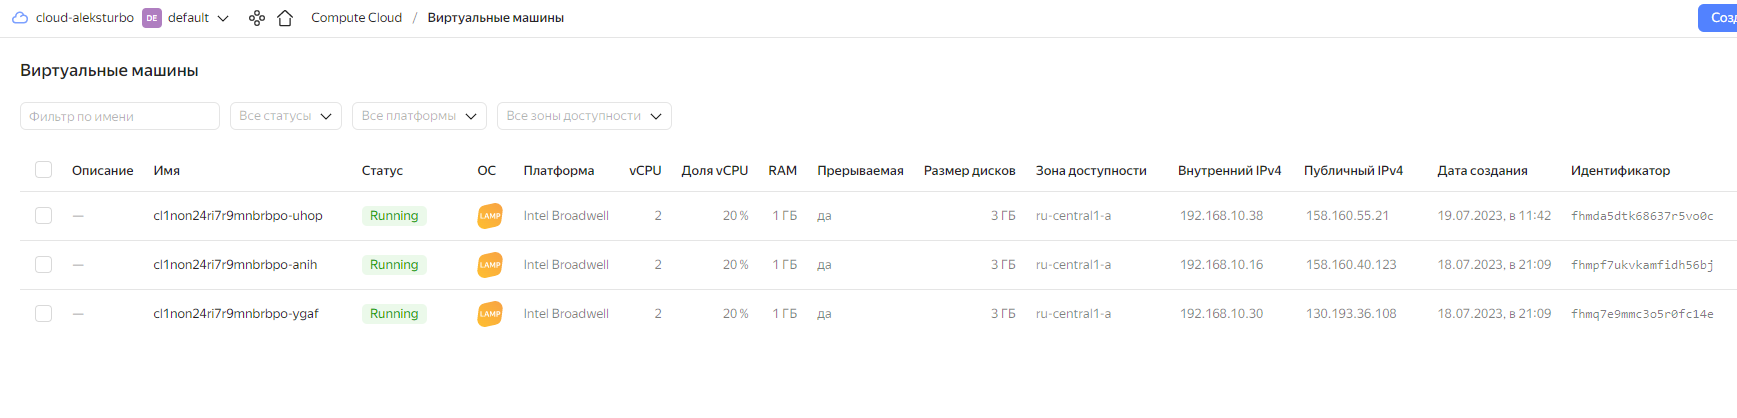 cloud-aleksturbo DE default Compute Cloud / Виртуальные машины Созд
Виртуальные машины
Фильтр по имени Все статусы Все платформы Все зоны доступности
Описание Имя Статус ОС Платформа vCPU Доля vCPU RAM Прерываемая Размер дисков Зона доступности Внутренний IPv4 Публичный IPv4 Дата создания Идентификатор
— cl1non24ri7r9mnbrbpo-uhop Running LAMP Intel Broadwell 2 20 % 1 ГБ да 3 ГБ ru-central1-a 192.168.10.38 158.160.55.21 19.07.2023, в 11:42 fhmda5dtk68637r5vo0c
— cl1non24ri7r9mnbrbpo-anih Running LAMP Intel Broadwell 2 20 % 1 ГБ да 3 ГБ ru-central1-a 192.168.10.16 158.160.40.123 18.07.2023, в 21:09 fhmpf7ukvkamfidh56bj
— cl1non24ri7r9mnbrbpo-ygaf Running LAMP Intel Broadwell 2 20 % 1 ГБ да 3 ГБ ru-central1-a 192.168.10.30 130.193.36.108 18.07.2023, в 21:09 fhmq7e9mmc3o5r0fc14e